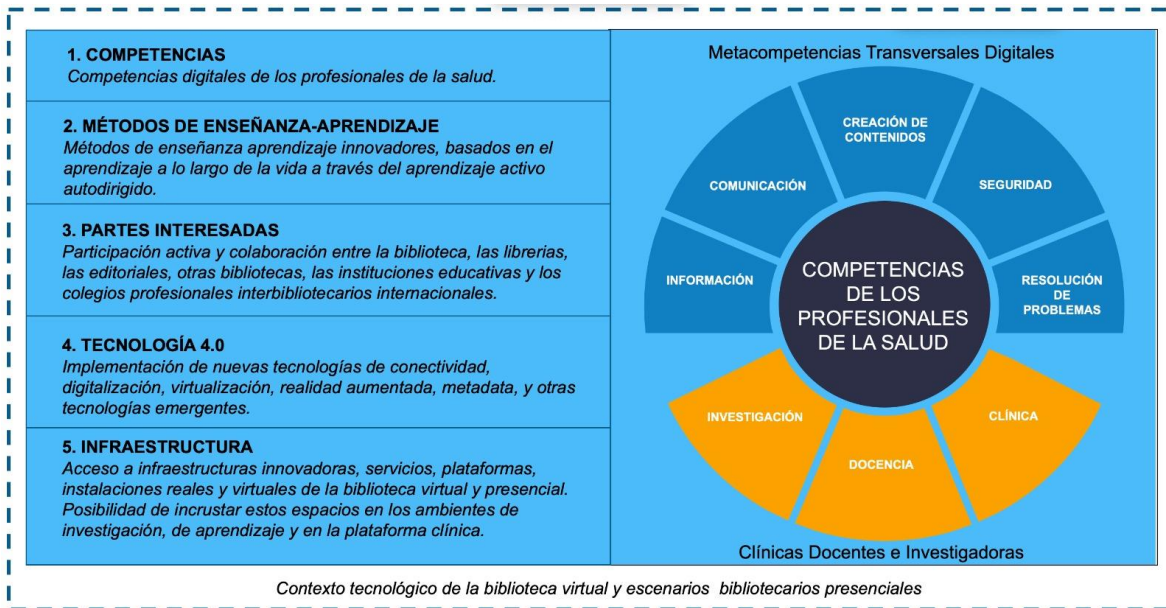 1. COMPETENCIAS
Competencias digitales de los profesionales de la salud.
2. MÉTODOS DE ENSEÑANZA-APRENDIZAJE
Métodos de enseñanza aprendizaje innovadores, basados en el
aprendizaje a lo largo de la vida a través del aprendizaje activo
autodirigido.
3. PARTES INTERESADAS
Participación activa y colaboración entre la biblioteca, las librerias,
las editoriales, otras bibliotecas, las instituciones educativas y los
colegios profesionales interbibliotecarios internacionales.
4. TECNOLOGÍA 4.0
Implementación de nuevas tecnologías de conectividad,
digitalización, virtualización, realidad aumentada, metadata, y otras
tecnologías emergentes.
5. INFRAESTRUCTURA
Acceso a infraestructuras innovadoras, servicios, plataformas,
instalaciones reales y virtuales de la biblioteca virtual y presencial.
Posibilidad de incrustar estos espacios en los ambientes de
investigación, de aprendizaje y en la plataforma clínica.
Metacompetencias Transversales Digitales
CREACIÓN DE
CONTENIDOS
COMUNICACIÓN
SEGURIDAD
INFORMACIÓN
RESOLUCIÓN
DE
PROBLEMAS
COMPETENCIAS
DE LOS
PROFESIONALES
DE LA SALUD
INVESTIGACIÓN
DOCENCIA
CLÍNICA
Clínicas Docentes e Investigadoras
Contexto tecnológico de la biblioteca virtual y escenarios bibliotecarios presenciales